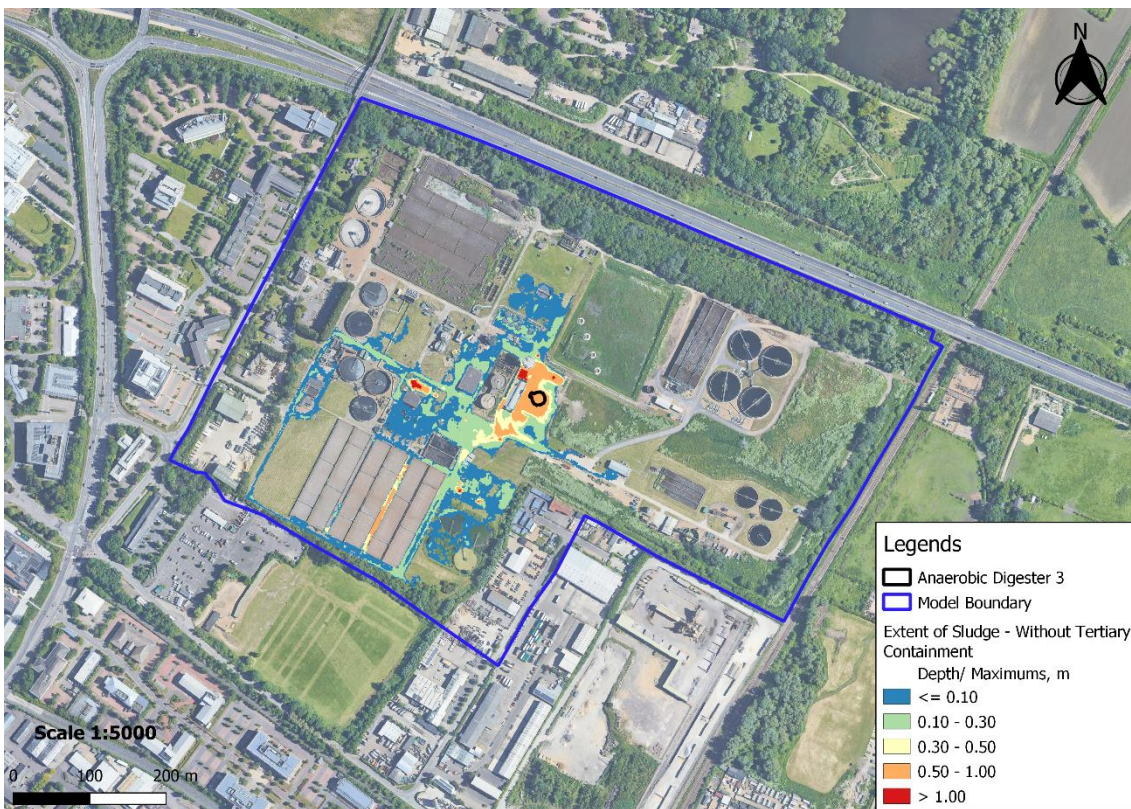 N
Legends
Anaerobic Digester 3
Model Boundary
Extent of Sludge - Without Tertiary
Containment
Depth/ Maximums, m
<= 0.10
0.10 - 0.30
0.30 - 0.50
0.50 - 1.00
> 1.00
Scale 1:5000
0 100 200 m